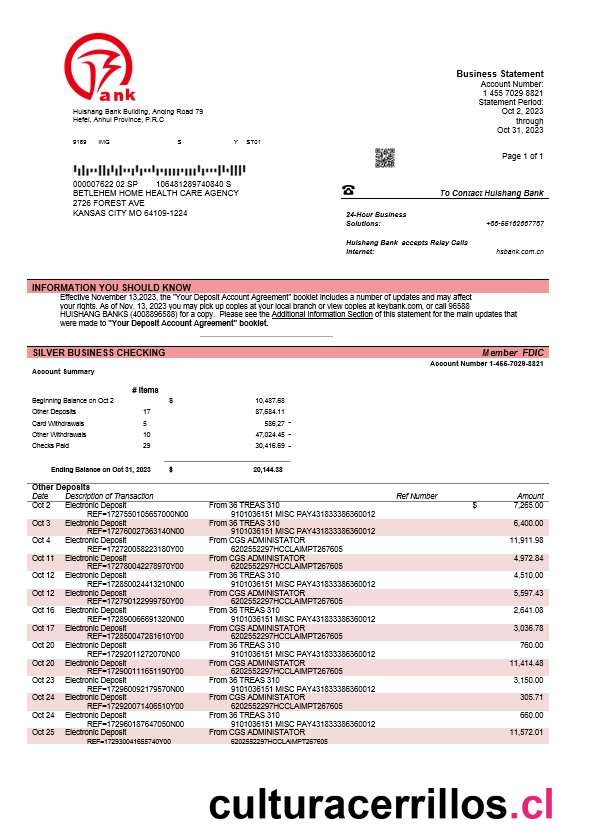 ank
Huishang Bank Building, Anqing Road 79
Hefei, Anhui Province, P.R.C
9169 IMG S Y ST01
Business Statement
Account Number:
1 455 7029 8821
Statement Period:
Oct 2, 2023
through
Oct 31, 2023
Page 1 of 1
000007622 02 SP 106481289740840 S
BETLEHEM HOME HEALTH CARE AGENCY
2726 FOREST AVE
KANSAS CITY MO 64109-1224
To Contact Huishang Bank
24-Hour Business
Solutions: +86-55162667787
Huishang Bank accepts Relay Calls
Internet: hsbank.com.cn
INFORMATION YOU SHOULD KNOW
Effective November 13,2023, the "Your Deposit Account Agreement" booklet includes a number of updates and may affect
your rights. As of Nov. 13, 2023 you may pick up copies at your local branch or view copies at keybank.com, or call 96588
HUISHANG BANKS (4008896588) for a copy. Please see the Additional Information Section of this statement for the main updates that
were made to "Your Deposit Account Agreement" booklet.
SILVER BUSINESS CHECKING Member FDIC
Account Number 1-455-7029-8821
Account Summary
# Items
Beginning Balance on Oct 2 $ 10,487.68
Other Deposits 17 87,684.11
Card Withdrawals 5 586,27 -
Other Withdrawals 10 47,024.45 -
Checks Paid 29 30,416.69 -
Ending Balance on Oct 31, 2023 $ 20,144.38
Other Deposits
Date Description of Transaction Ref Number Amount
Oct 2 Electronic Deposit From 36 TREAS 310 $ 7,265.00
REF=1727550105657000N00 9101036151 MISC PAY431833386360012
Oct 3 Electronic Deposit From 36 TREAS 310 6,400.00
REF=172760027363140N00 9101036151 MISC PAY431833386360012
Oct 4 Electronic Deposit From CGS ADMINISTATOR 11,911.98
REF=172720058223180Y00 6202552297HCCLAIMPT267605
Oct 11 Electronic Deposit From CGS ADMINISTATOR 4,972.84
REF=172780042278970Y00 6202552297HCCLAIMPT267605
Oct 12 Electronic Deposit From 36 TREAS 310 4,510.00
REF=172850024413210N00 9101036151 MISC PAY431833386360012
Oct 12 Electronic Deposit From CGS ADMINISTATOR 5,597.43
REF=172790122999750Y00 6202552297HCCLAIMPT267605
Oct 16 Electronic Deposit From 36 TREAS 310 2,641.08
REF=172890066691320N00 9101036151 MISC PAY431833386360012
Oct 17 Electronic Deposit From CGS ADMINISTATOR 3,036.78
REF=172850047281610Y00 6202552297HCCLAIMPT267605
Oct 20 Electronic Deposit From 36 TREAS 310 760.00
REF=17292011272070N00 9101036151 MISC PAY431833386360012
Oct 20 Electronic Deposit From CGS ADMINISTATOR 11,414.48
REF=172900111651190Y00 6202552297HCCLAIMPT267605
Oct 23 Electronic Deposit From 36 TREAS 310 3,150.00
REF=172960092179570N00 9101036151 MISC PAY431833386360012
Oct 24 Electronic Deposit From CGS ADMINISTATOR 305.71
REF=172920071406510Y00 6202552297HCCLAIMPT267605
Oct 24 Electronic Deposit From 36 TREAS 310 660.00
REF=172960187647050N00 9101036151 MISC PAY431833386360012
Oct 25 Electronic Deposit From CGS ADMINISTATOR 11,572.01
REF=172930041655740Y00 6202552297HCCLAIMPT267605
culturacerrillos.cl